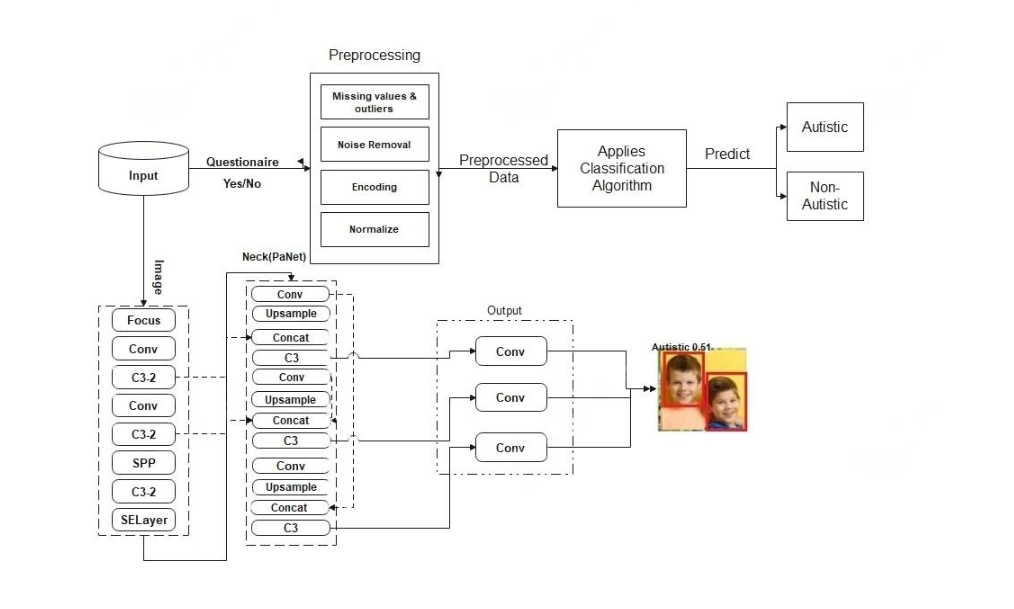 Preprocessing
Missing values &
outliers
Noise Removal
Encoding
Normalize
Input
Questionaire
Yes/No
Preprocessed
Data
Applies
Classification
Algorithm
Predict
Autistic
Non-
Autistic
Image
Focus
Conv
C3-2
Conv
C3-2
SPP
C3-2
SELayer
Neck(PaNet)
Conv
Upsample
Concat
C3
Conv
Upsample
Concat
C3
Conv
Upsample
Concat
C3
Output
Conv
Conv
Conv
Autistic 0.51